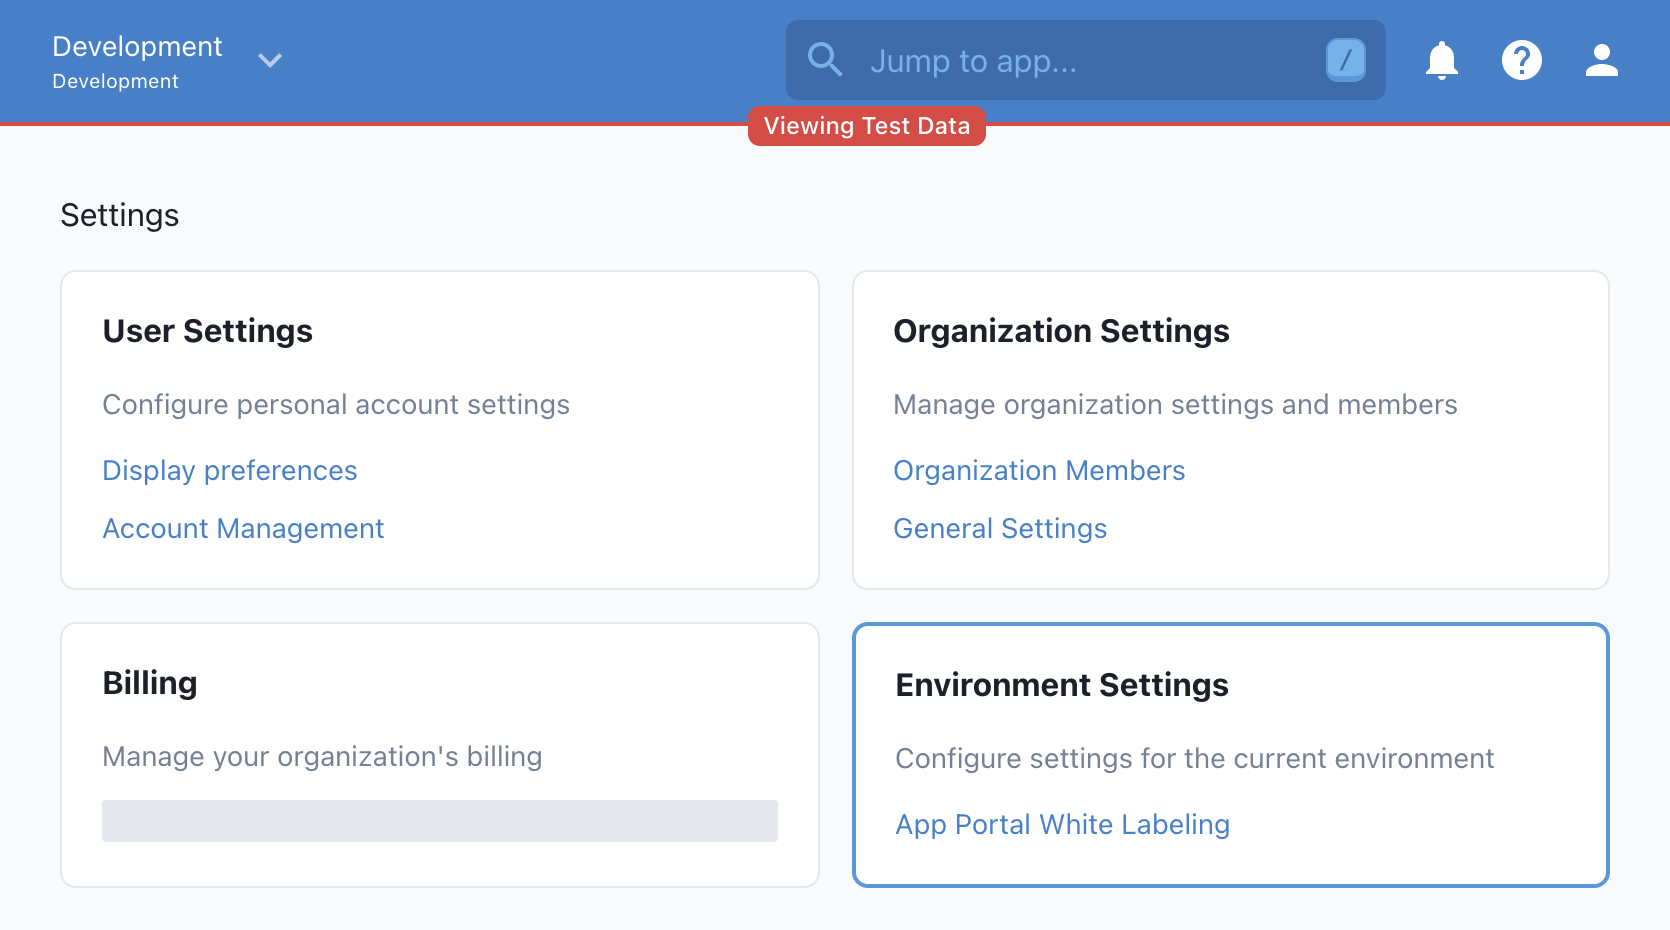 Development
Development
Jump to app...
/
Viewing Test Data
Settings
User Settings
Configure personal account settings
Display preferences
Account Management
Organization Settings
Manage organization settings and members
Organization Members
General Settings
Billing
Manage your organization's billing
Environment Settings
Configure settings for the current environment
App Portal White Labeling